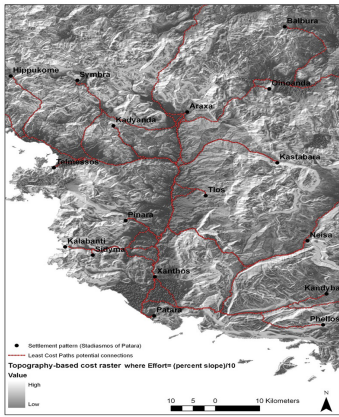 Balbura
Hippukome
Symbra
Oinoanda
Araxa
Kadyanda
Telmessos
Kastabara
Tlos
Pinara
Kalabanti
Sidyma
Neisa
Xanthos
Kandyba
Patara
Phellos
Settlement pattern (Stadiasmos of Patara)
Least Cost Paths potential connections
Topography-based cost raster where Effort= (percent slope)/10
Value
High
Low
10 5 0 10 Kilometers
N